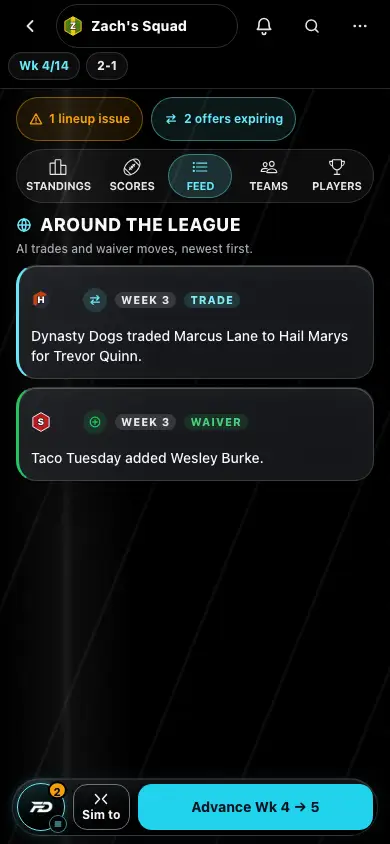 Z
Zach's Squad
Wk 4/14
2-1
1 lineup issue
2 offers expiring
STANDINGS
SCORES
FEED
TEAMS
PLAYERS
AROUND THE LEAGUE
AI trades and waiver moves, newest first.
H
WEEK 3
TRADE
Dynasty Dogs traded Marcus Lane to Hail Marys
for Trevor Quinn.
S
WEEK 3
WAIVER
Taco Tuesday added Wesley Burke.
FD
2
Sim to
Advance Wk 4 → 5